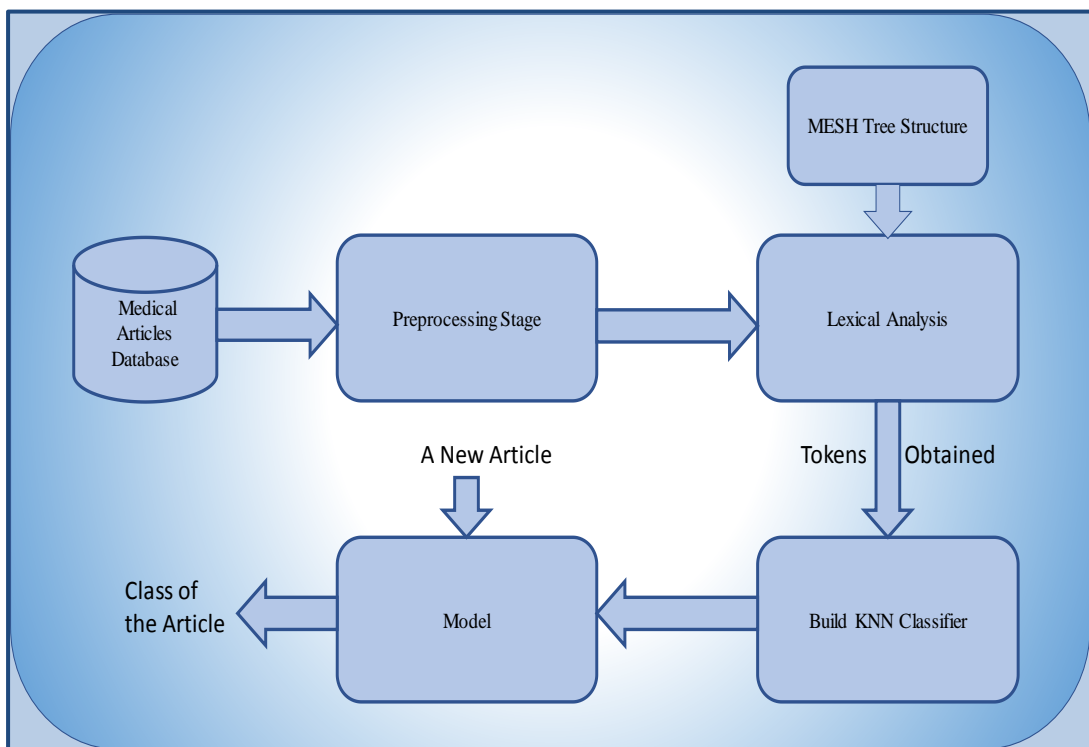 MESH Tree Structure
Medical
Articles
Database
Preprocessing Stage
Lexical Analysis
Tokens Obtained
A New Article
Class of
the Article
Model
Build KNN Classifier